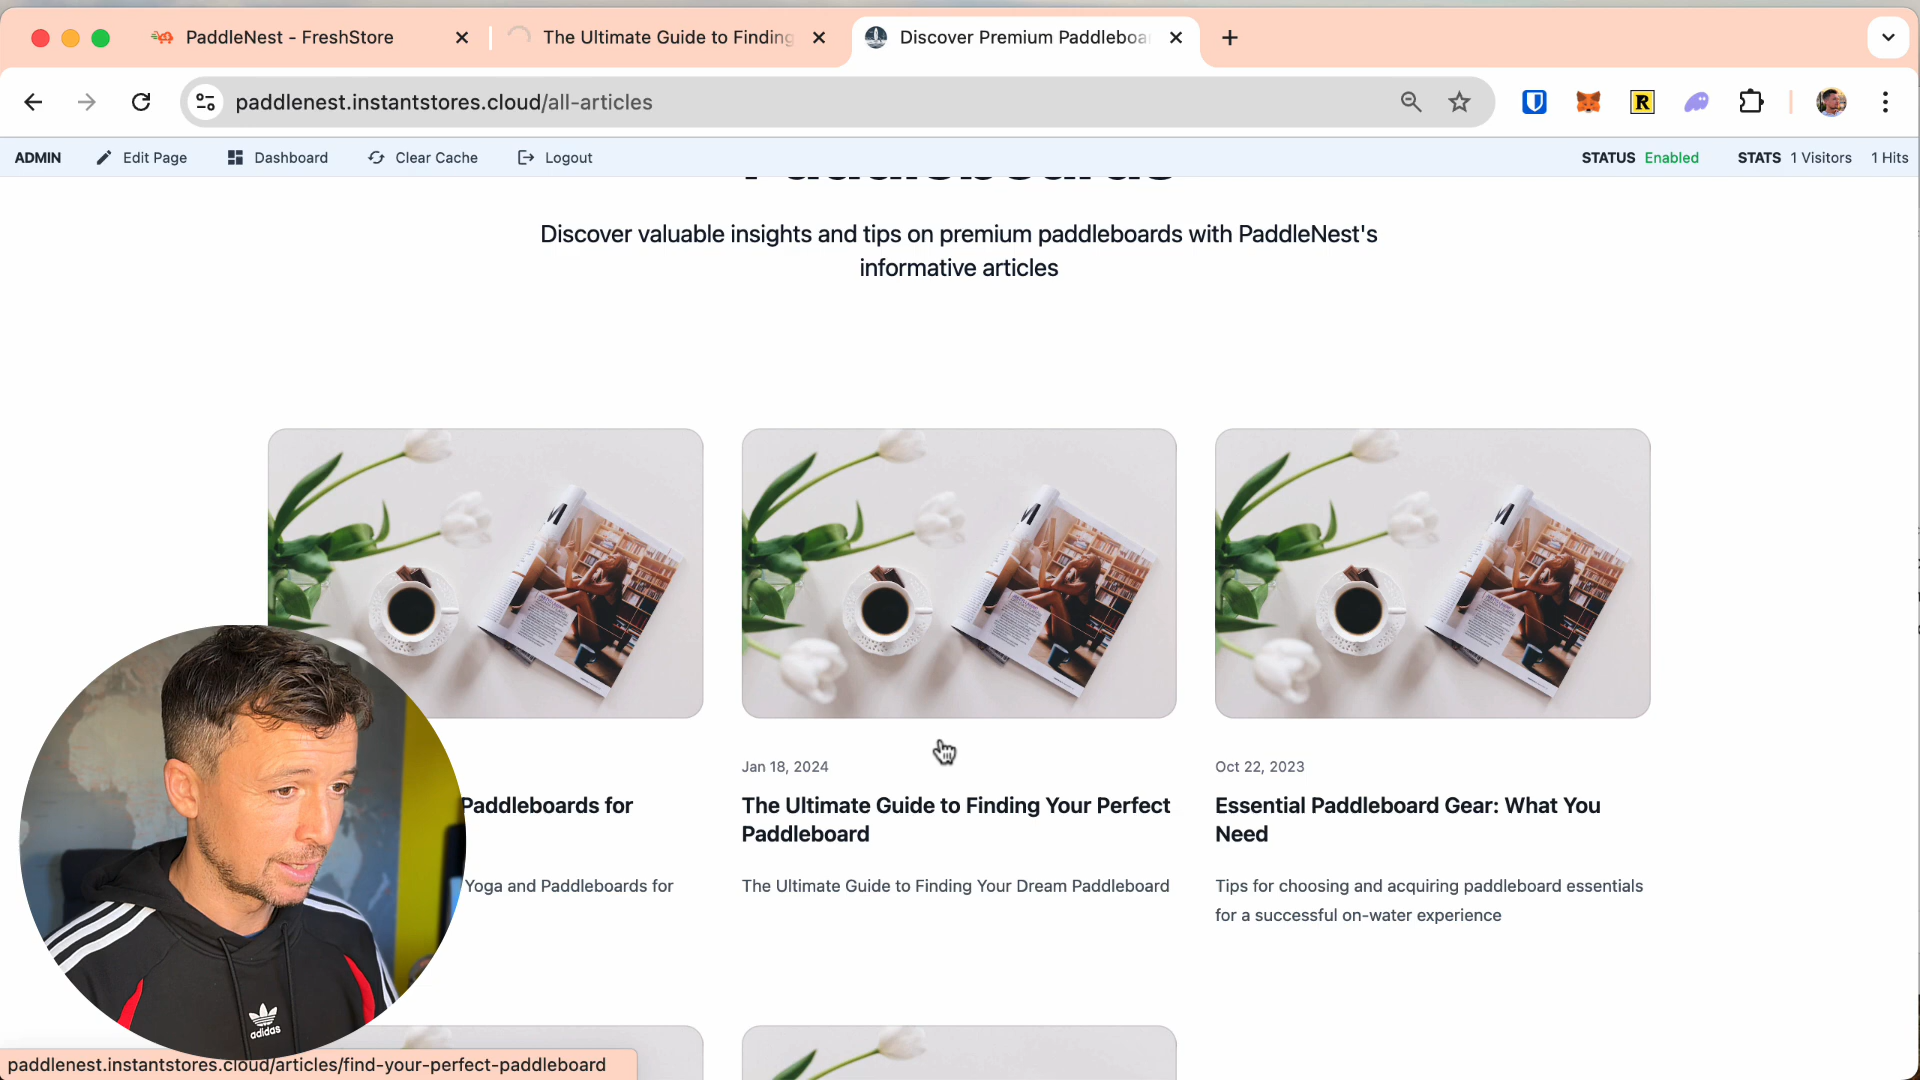 PaddleNest - FreshStore
The Ultimate Guide to Finding
Discover Premium Paddleboa
paddlenest.instantstores.cloud/all-articles
ADMIN Edit Page Dashboard Clear Cache Logout STATUS Enabled STATS 1 Visitors 1 Hits
Discover valuable insights and tips on premium paddleboards with PaddleNest's
informative articles
Jan 18, 2024
Oct 22, 2023
Paddleboards for
The Ultimate Guide to Finding Your Perfect
Paddleboard
Essential Paddleboard Gear: What You
Need
Yoga and Paddleboards for
The Ultimate Guide to Finding Your Dream Paddleboard
Tips for choosing and acquiring paddleboard essentials
for a successful on-water experience
adidas
paddlenest.instantstores.cloud/articles/find-your-perfect-paddleboard